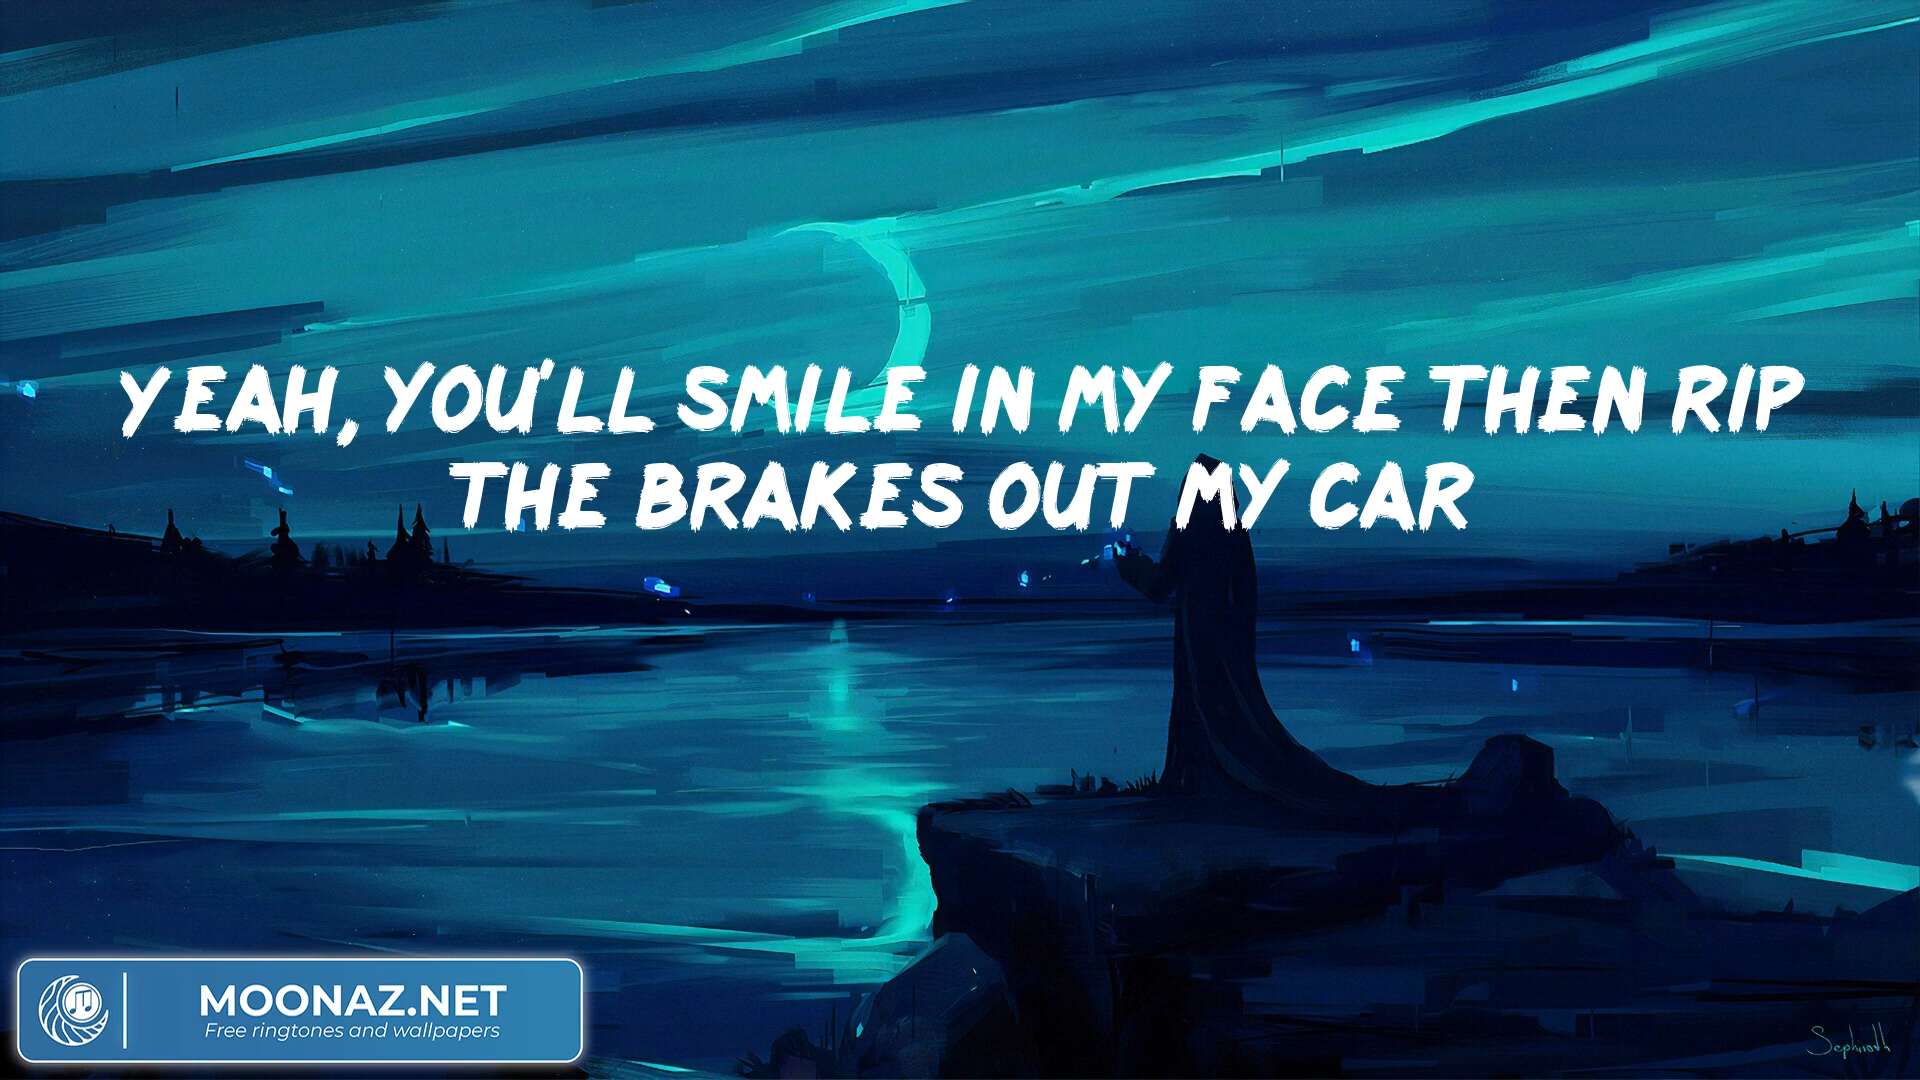 YEAH, YOU'LL SMILE IN MY FACE THEN RIP
THE BRAKES OUT MY CAR
MOONAZ.NET
Free ringtones and wallpapers
Sephiroth